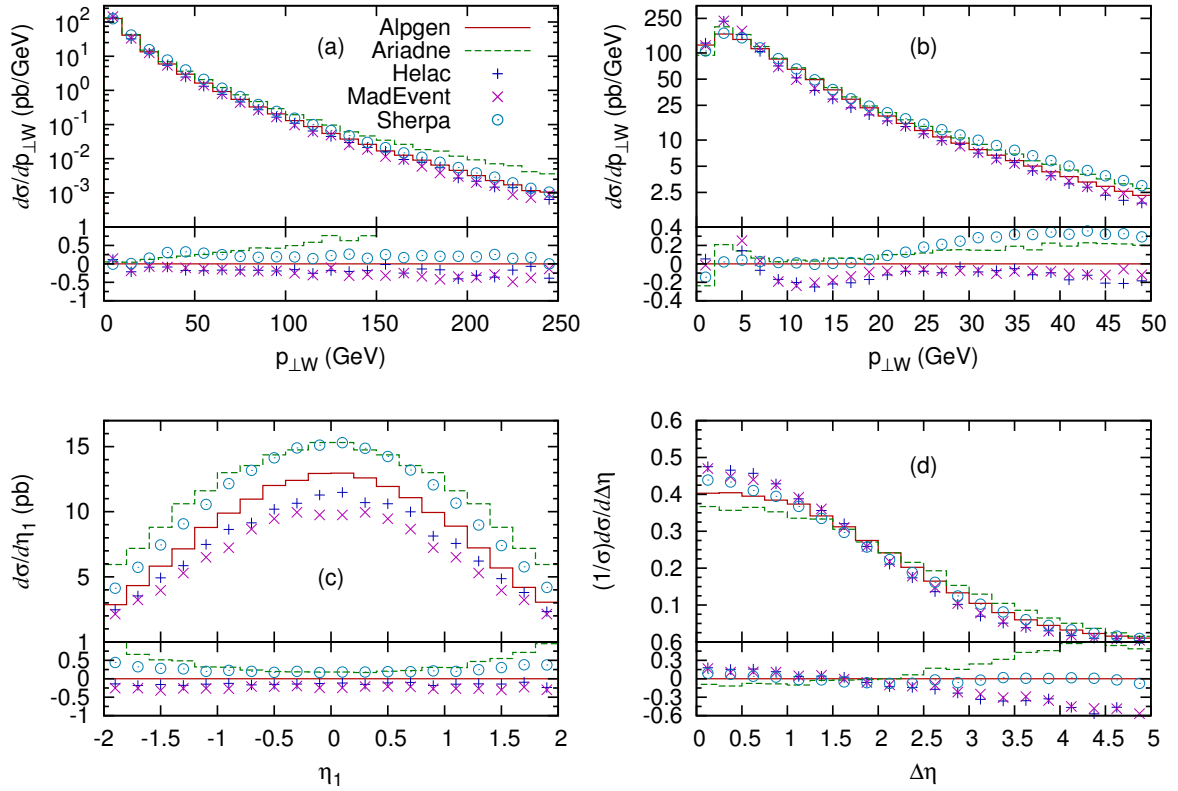 dσ/dp⊥W (pb/GeV)
10²
10¹
10⁰
10⁻¹
10⁻²
10⁻³
(a)
Alpgen
Ariadne
Helac
MadEvent
Sherpa
1
0.5
0
-0.5
-1
0 50 100 150 200 250
p⊥W (GeV)
dσ/dp⊥W (pb/GeV)
250
100
50
25
10
5
2.5
(b)
0.4
0.2
0
-0.2
-0.4
0 5 10 15 20 25 30 35 40 45 50
p⊥W (GeV)
dσ/dη₁ (pb)
15
10
5
(c)
1
0.5
0
-0.5
-1
-2 -1.5 -1 -0.5 0 0.5 1 1.5 2
η₁
(1/σ)dσ/dΔη
0.6
0.5
0.4
0.3
0.2
0.1
(d)
0.6
0.3
0
-0.3
-0.6
0 0.5 1 1.5 2 2.5 3 3.5 4 4.5 5
Δη